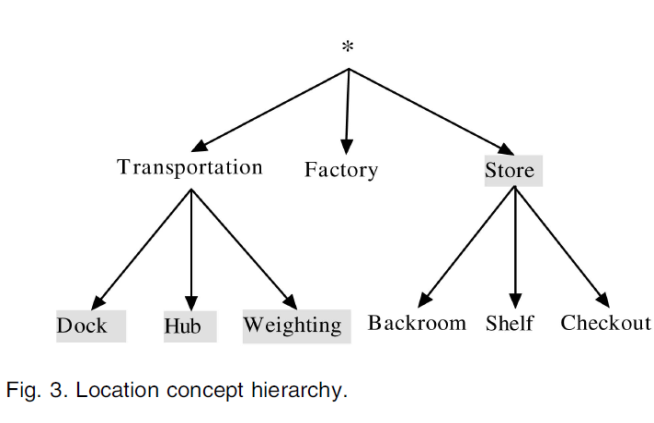 *
Transportation Factory Store
Dock Hub Weighting Backroom Shelf Checkout
Fig. 3. Location concept hierarchy.